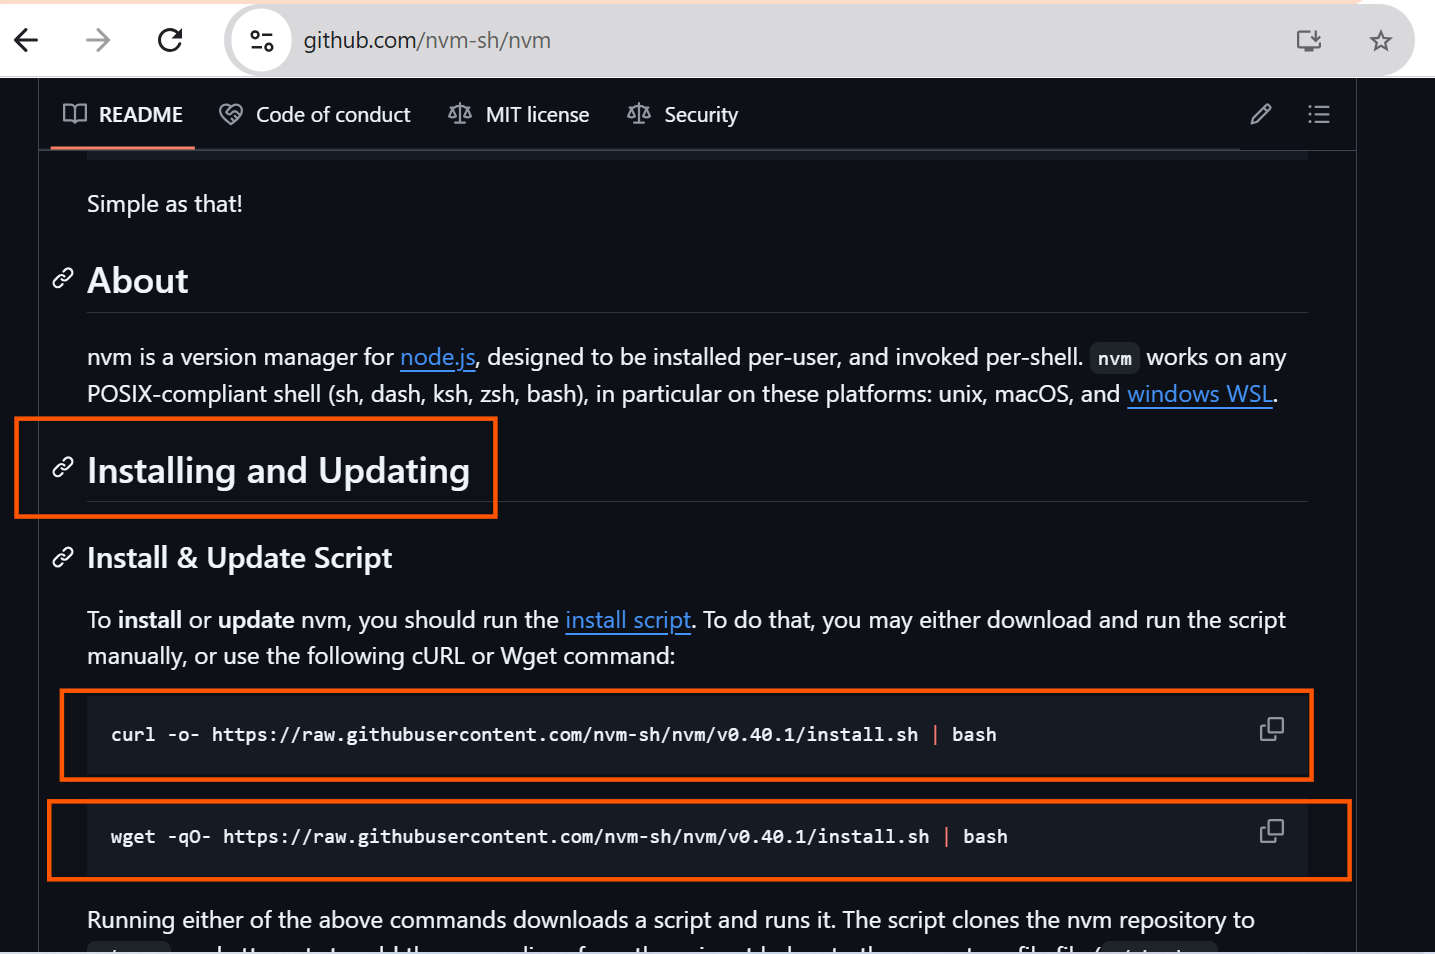 github.com/nvm-sh/nvm
README Code of conduct MIT license Security
Simple as that!
About
nvm is a version manager for node.js, designed to be installed per-user, and invoked per-shell. nvm works on any
POSIX-compliant shell (sh, dash, ksh, zsh, bash), in particular on these platforms: unix, macOS, and windows WSL.
Installing and Updating
Install & Update Script
To install or update nvm, you should run the install script. To do that, you may either download and run the script
manually, or use the following cURL or Wget command:
curl -o- https://raw.githubusercontent.com/nvm-sh/nvm/v0.40.1/install.sh | bash
wget -qO- https://raw.githubusercontent.com/nvm-sh/nvm/v0.40.1/install.sh | bash
Running either of the above commands downloads a script and runs it. The script clones the nvm repository to